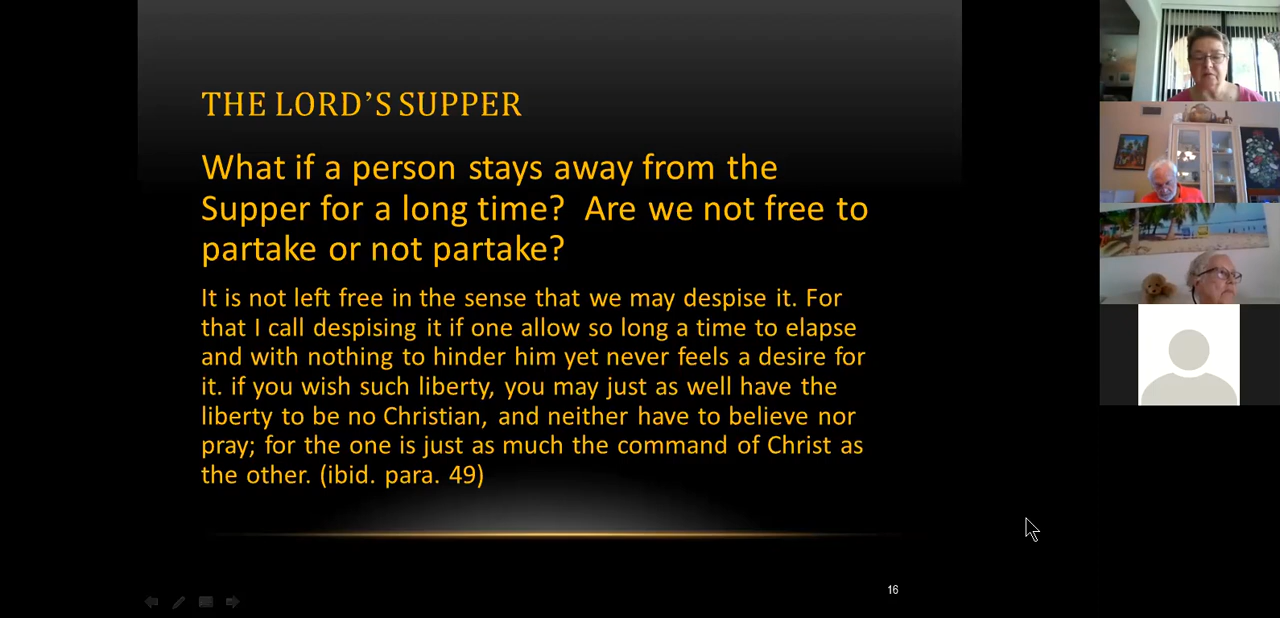 THE LORD’S SUPPER
What if a person stays away from the
Supper for a long time?  Are we not free to
partake or not partake?
It is not left free in the sense that we may despise it. For
that I call despising it if one allow so long a time to elapse
and with nothing to hinder him yet never feels a desire for
it. if you wish such liberty, you may just as well have the
liberty to be no Christian, and neither have to believe nor
pray; for the one is just as much the command of Christ as
the other. (ibid. para. 49)
16